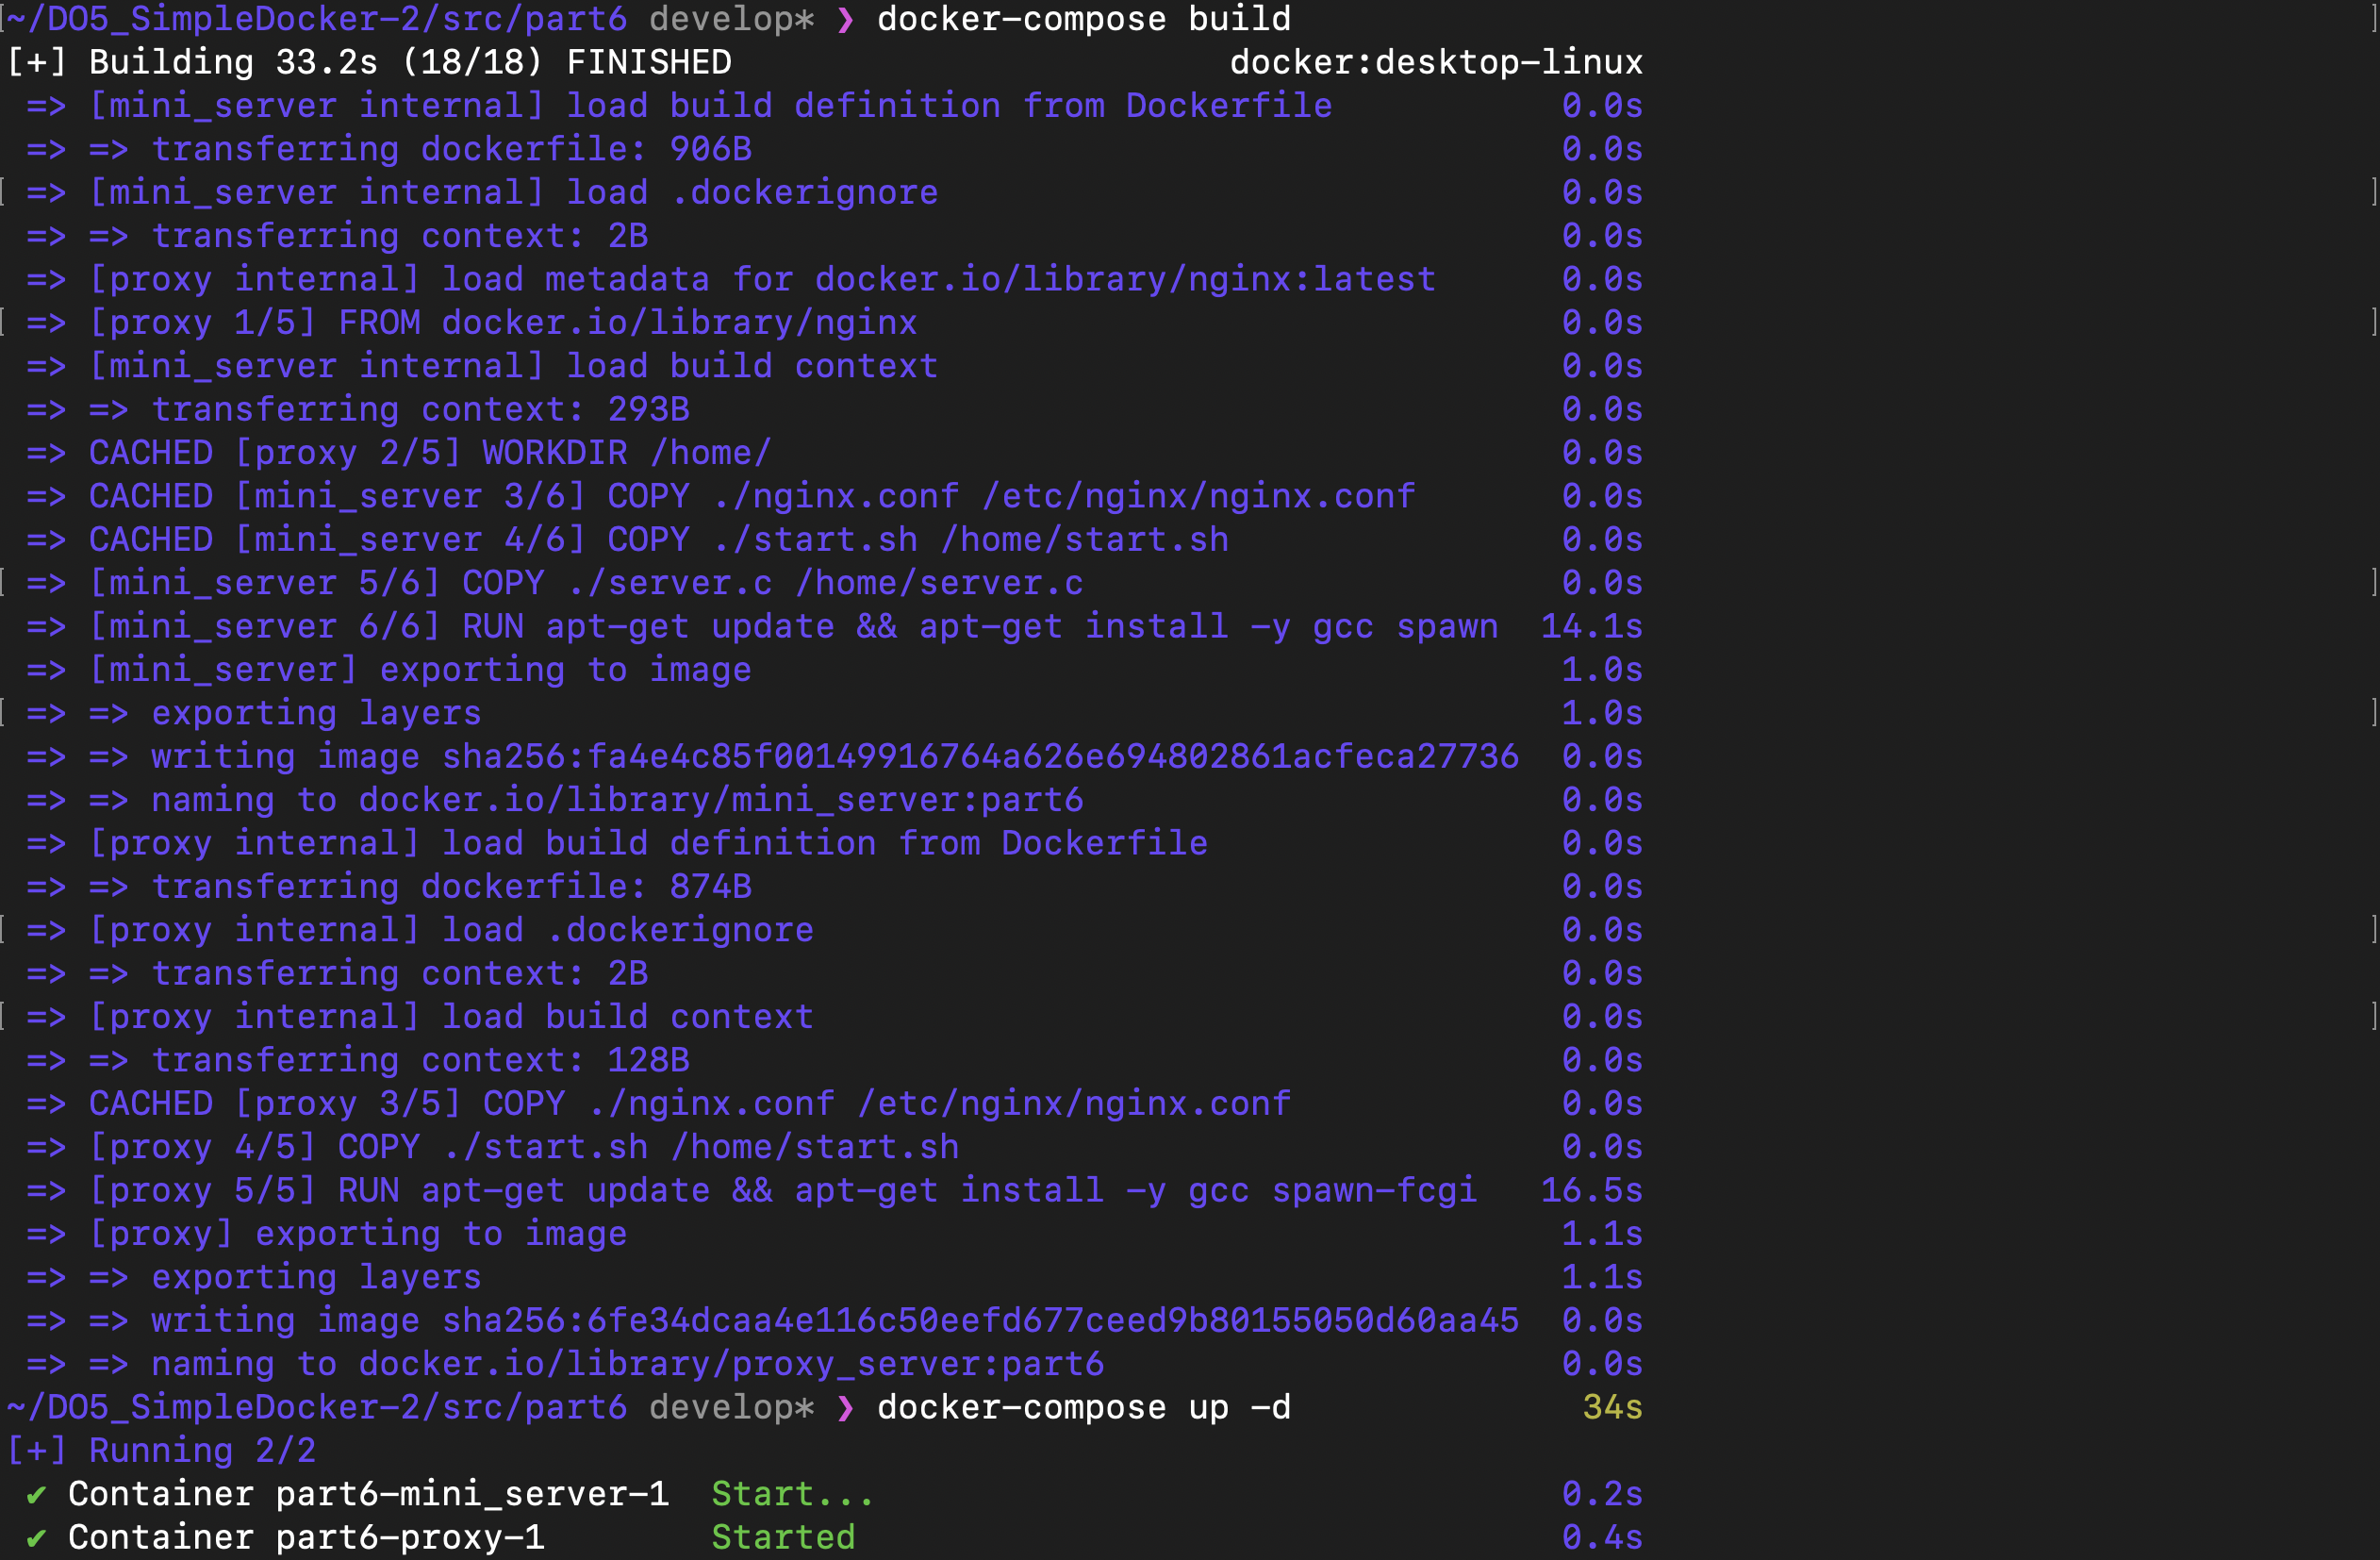 ~/DO5_SimpleDocker-2/src/part6 develop* ❯ docker-compose build
[+] Building 33.2s (18/18) FINISHED docker:desktop-linux
=> [mini_server internal] load build definition from Dockerfile 0.0s
=> => transferring dockerfile: 906B 0.0s
=> [mini_server internal] load .dockerignore 0.0s
=> => transferring context: 2B 0.0s
=> [proxy internal] load metadata for docker.io/library/nginx:latest 0.0s
=> [proxy 1/5] FROM docker.io/library/nginx 0.0s
=> [mini_server internal] load build context 0.0s
=> => transferring context: 293B 0.0s
=> CACHED [proxy 2/5] WORKDIR /home/ 0.0s
=> CACHED [mini_server 3/6] COPY ./nginx.conf /etc/nginx/nginx.conf 0.0s
=> CACHED [mini_server 4/6] COPY ./start.sh /home/start.sh 0.0s
=> [mini_server 5/6] COPY ./server.c /home/server.c 0.0s
=> [mini_server 6/6] RUN apt-get update && apt-get install -y gcc spawn 14.1s
=> [mini_server] exporting to image 1.0s
=> => exporting layers 1.0s
=> => writing image sha256:fa4e4c85f00149916764a626e694802861acfeca27736 0.0s
=> => naming to docker.io/library/mini_server:part6 0.0s
=> [proxy internal] load build definition from Dockerfile 0.0s
=> => transferring dockerfile: 874B 0.0s
=> [proxy internal] load .dockerignore 0.0s
=> => transferring context: 2B 0.0s
=> [proxy internal] load build context 0.0s
=> => transferring context: 128B 0.0s
=> CACHED [proxy 3/5] COPY ./nginx.conf /etc/nginx/nginx.conf 0.0s
=> [proxy 4/5] COPY ./start.sh /home/start.sh 0.0s
=> [proxy 5/5] RUN apt-get update && apt-get install -y gcc spawn-fcgi 16.5s
=> [proxy] exporting to image 1.1s
=> => exporting layers 1.1s
=> => writing image sha256:6fe34dcaa4e116c50eefd677ceed9b80155050d60aa45 0.0s
=> => naming to docker.io/library/proxy_server:part6 0.0s
~/DO5_SimpleDocker-2/src/part6 develop* ❯ docker-compose up -d 34s
[+] Running 2/2
✔ Container part6-mini_server-1 Start... 0.2s
✔ Container part6-proxy-1 Started 0.4s